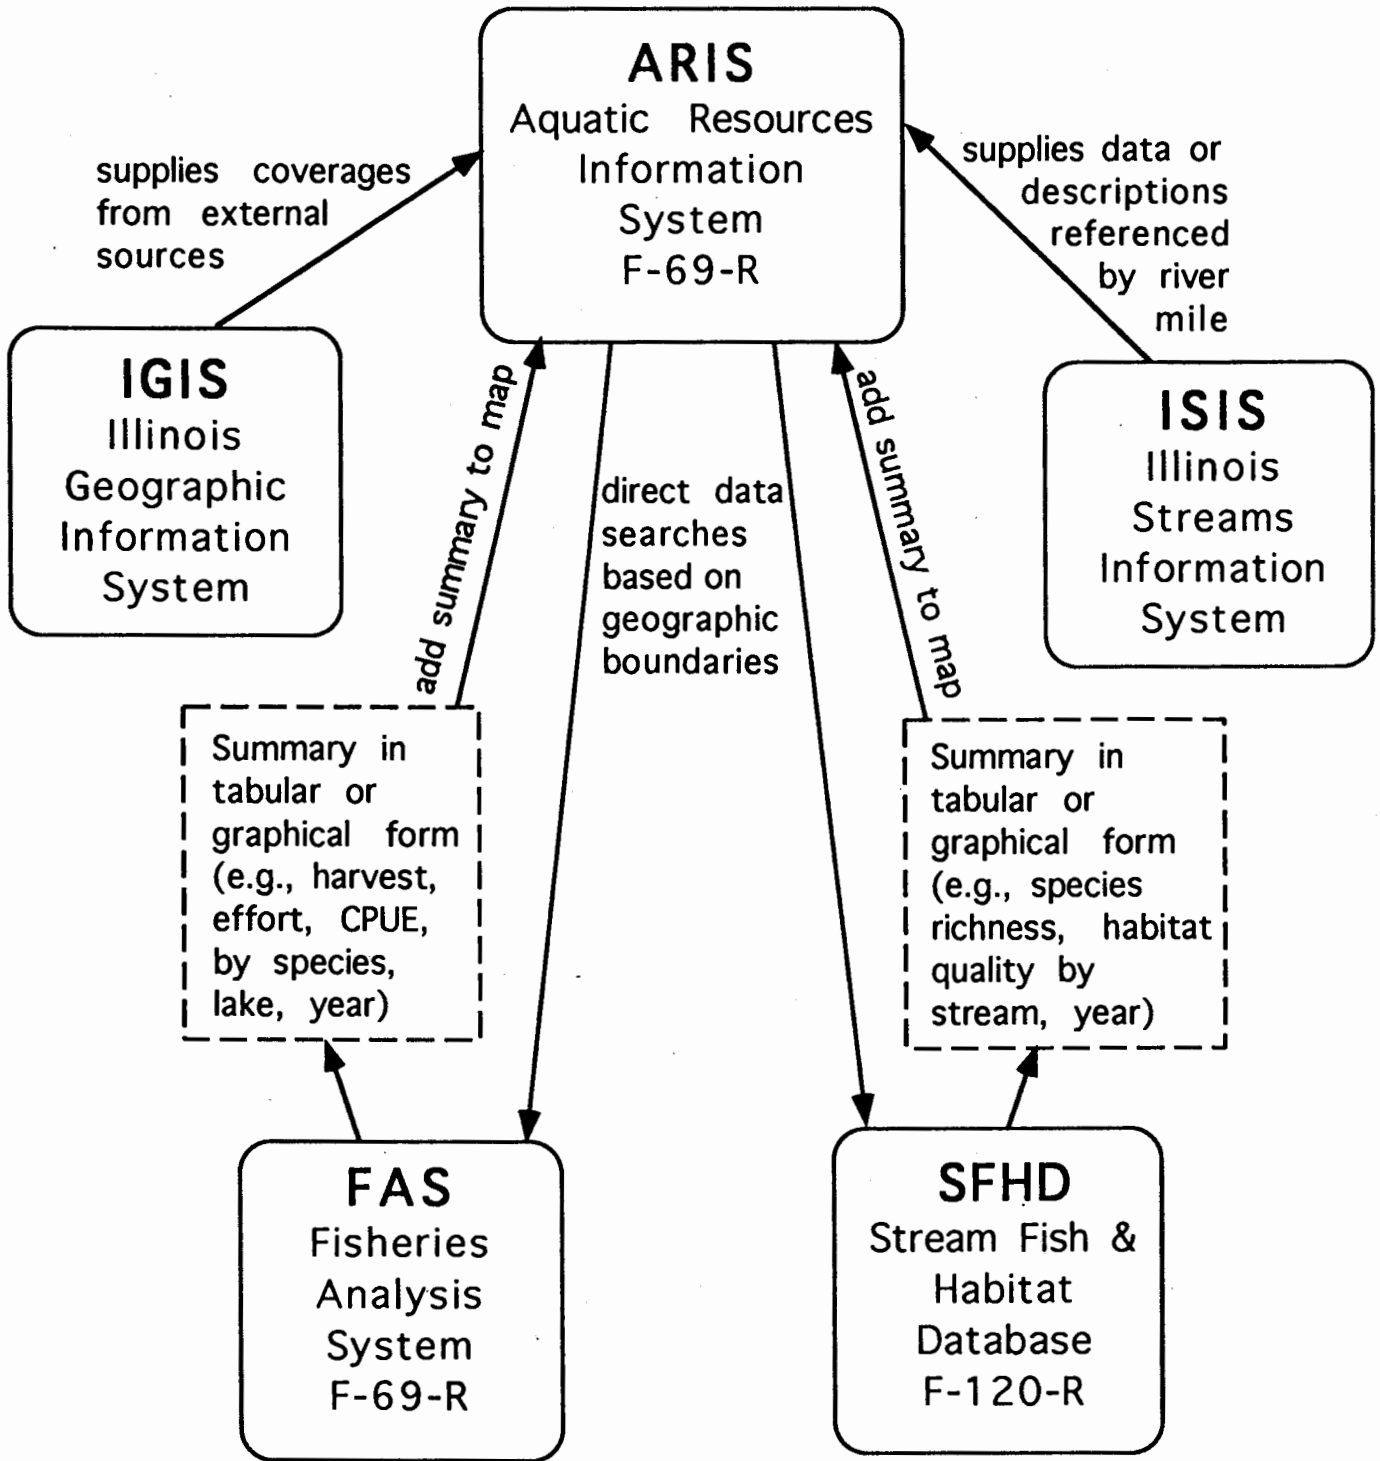 ARIS
Aquatic Resources
Information
System
F-69-R
supplies coverages
from external
sources
supplies data or
descriptions
referenced
by river
mile
IGIS
Illinois
Geographic
Information
System
add summary to map
direct data
searches
based on
geographic
boundaries
add summary to map
ISIS
Illinois
Streams
Information
System
Summary in
tabular or
graphical form
(e.g., harvest,
effort, CPUE,
by species,
lake, year)
Summary in
tabular or
graphical form
(e.g., species
richness, habitat
quality by
stream, year)
FAS
Fisheries
Analysis
System
F-69-R
SFHD
Stream Fish &
Habitat
Database
F-120-R